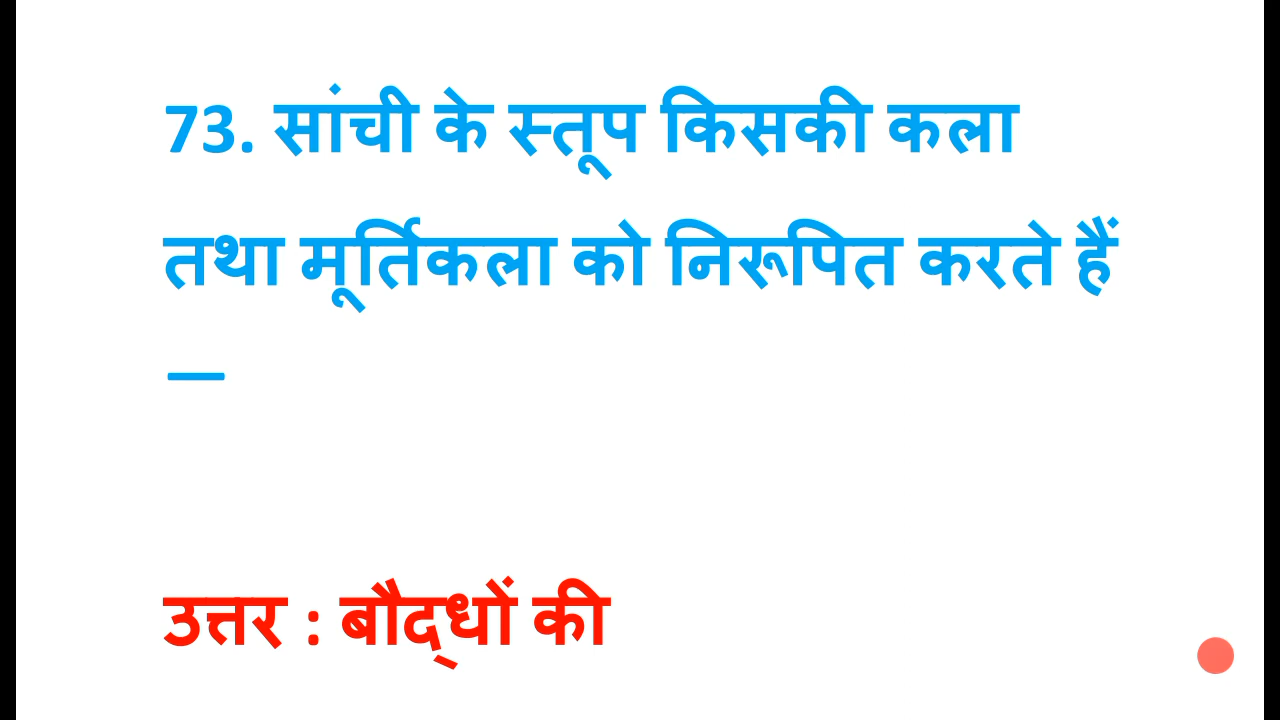 73. सांची के स्तूप किसकी कला
तथा मूर्तिकला को निरूपित करते हैं
—
उत्तर : बौद्धों की